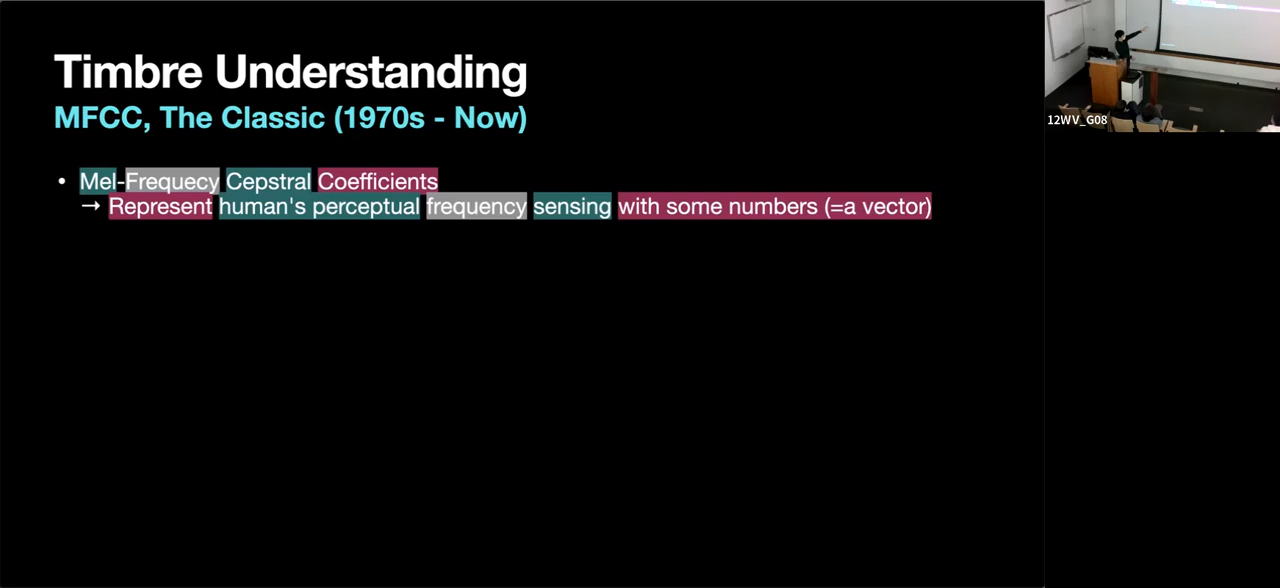 Timbre Understanding
MFCC, The Classic (1970s - Now)
• Mel-Frequecy Cepstral Coefficients
→ Represent human's perceptual frequency sensing with some numbers (=a vector)
12WV_G08